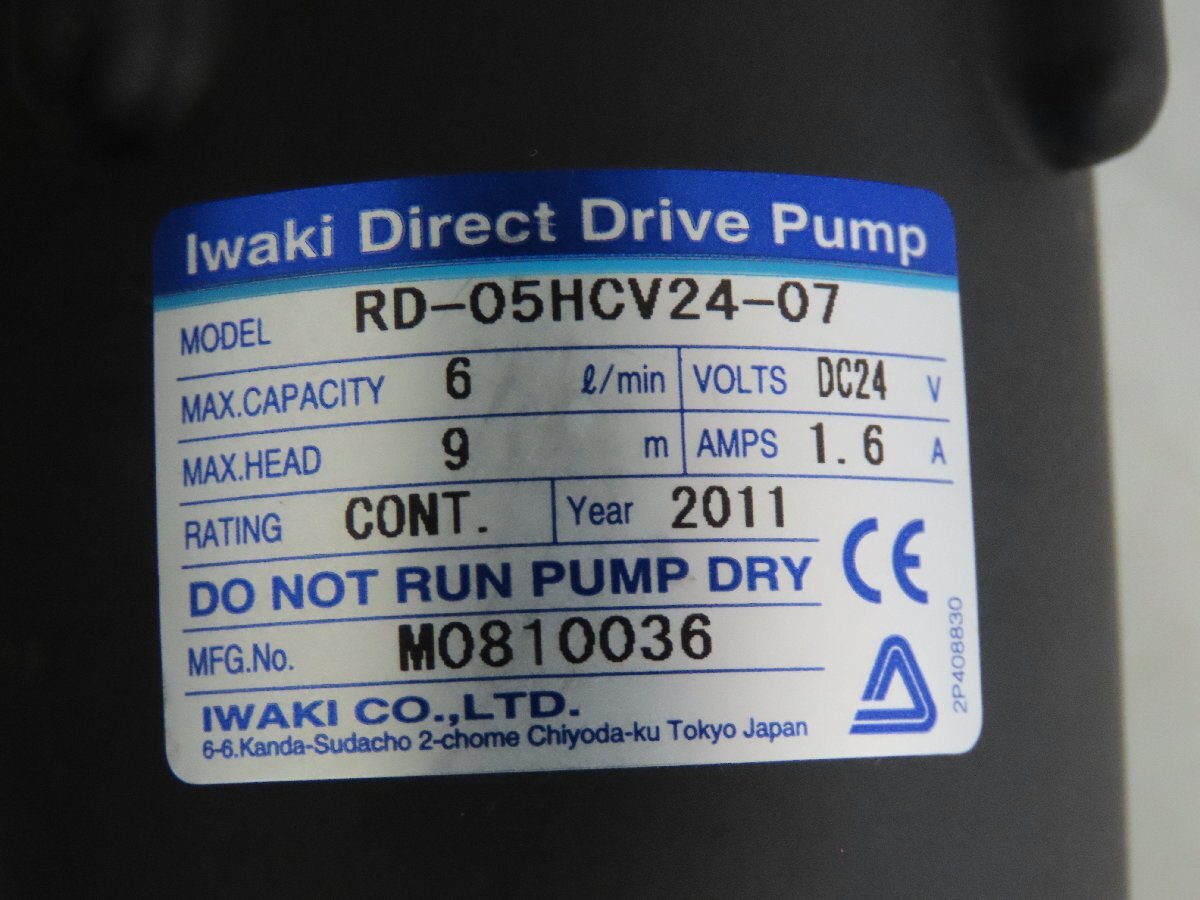 Iwaki Direct Drive Pump
MODEL RD-05HCV24-07
MAX.CAPACITY 6 ℓ/min VOLTS DC24 V
MAX.HEAD 9 m AMPS 1.6 A
RATING CONT. Year 2011
DO NOT RUN PUMP DRY CE
MFG.No. M0810036
IWAKI CO.,LTD.
6-6.Kanda-Sudacho 2-chome Chiyoda-ku Tokyo Japan
2P408830